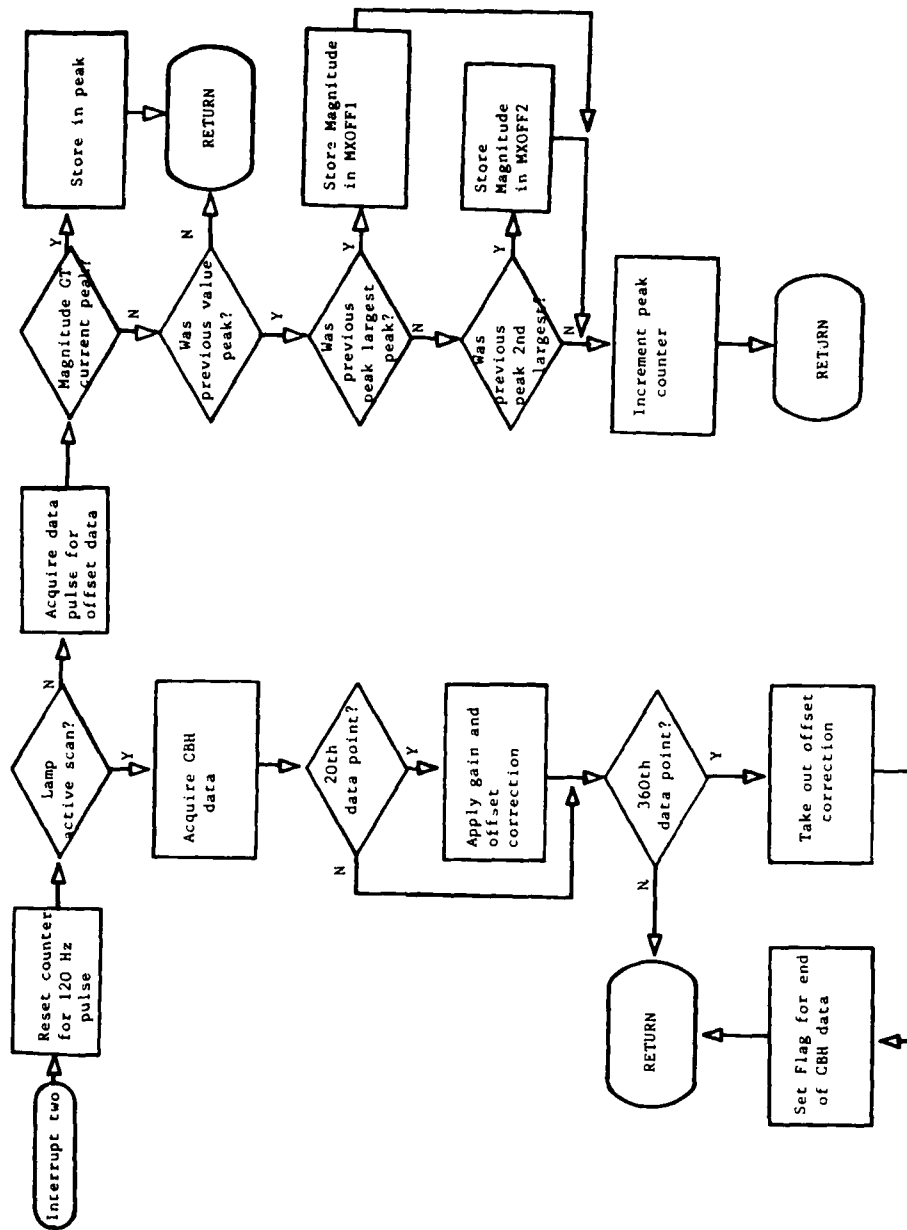 Interrupt two
Reset counter
for 120 Hz
pulse
Lamp
active scan?
N
Y
Acquire data
pulse for
offset data
Magnitude GT
current peak?
Y
N
Store in peak
Was
previous value
peak?
N
Y
RETURN
Was
previous
peak largest
peak?
Y
N
Store Magnitude
in MXOFF1
Was
previous
peak 2nd
largest?
Y
N
Store
Magnitude
in MXOFF2
Increment peak
counter
RETURN
Acquire CBH
data
20th
data point?
N
Y
Apply gain and
offset
correction
360th
data point?
N
Y
RETURN
Take out offset
correction
Set Flag for end
of CBH data